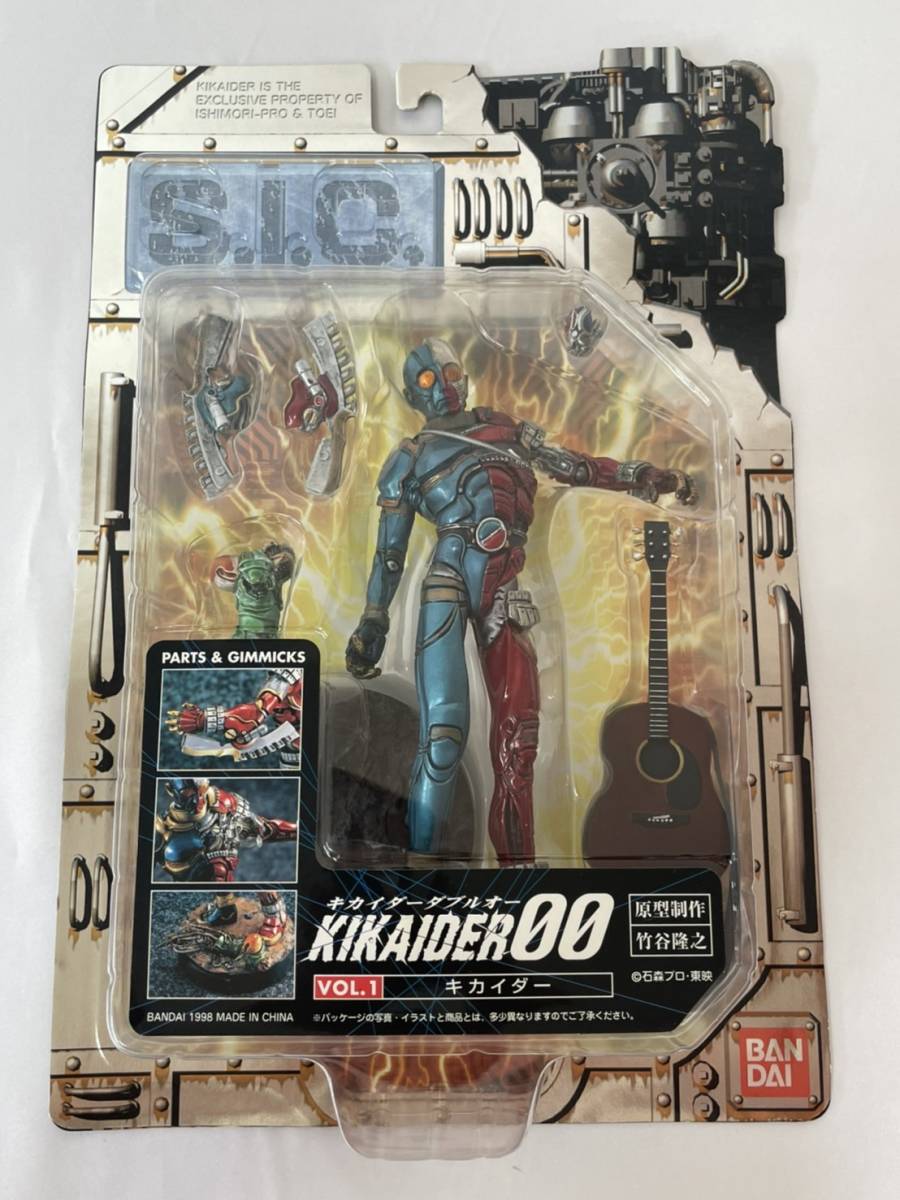 KIKAIDER IS THE
EXCLUSIVE PROPERTY OF
ISHIMORI-PRO & TOEI
S.I.C.
PARTS & GIMMICKS
キカイダーダブルオー
KIKAIDER00
原型制作
竹谷隆之
VOL.1 キカイダー
©石森プロ・東映
BANDAI 1998 MADE IN CHINA
※パッケージの写真・イラストと商品とは、多少異なりますのでご了承ください。
BAN
DAI